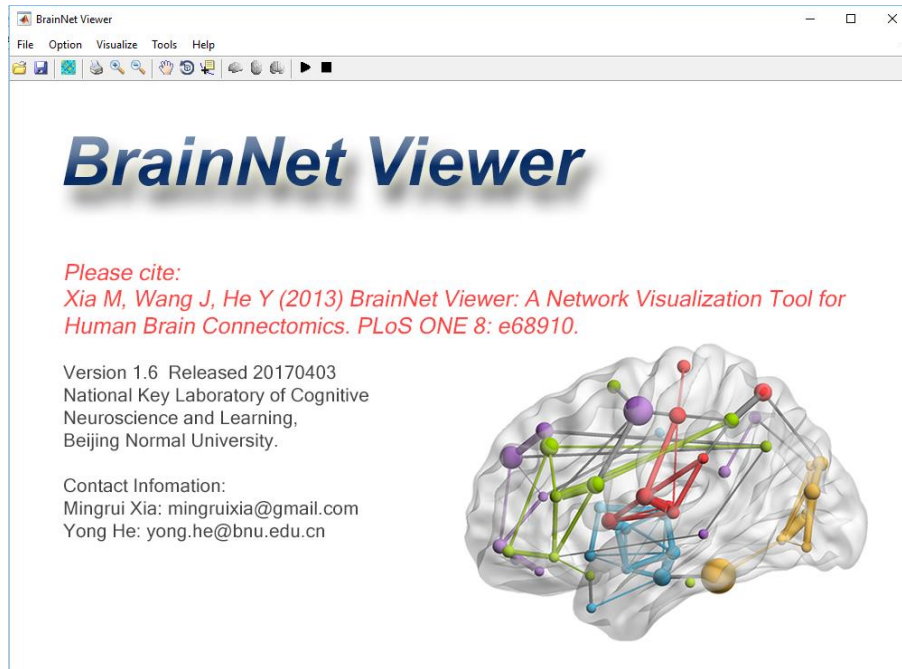 BrainNet Viewer
File Option Visualize Tools Help
BrainNet Viewer
Please cite:
Xia M, Wang J, He Y (2013) BrainNet Viewer: A Network Visualization Tool for
Human Brain Connectomics. PLoS ONE 8: e68910.
Version 1.6 Released 20170403
National Key Laboratory of Cognitive
Neuroscience and Learning,
Beijing Normal University.
Contact Infomation:
Mingrui Xia: mingruixia@gmail.com
Yong He: yong.he@bnu.edu.cn